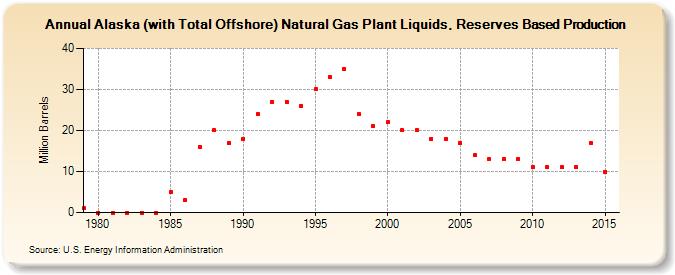 Annual Alaska (with Total Offshore) Natural Gas Plant Liquids, Reserves Based Production
Million Barrels
40
30
20
10
0
1980 1985 1990 1995 2000 2005 2010 2015
Source: U.S. Energy Information Administration